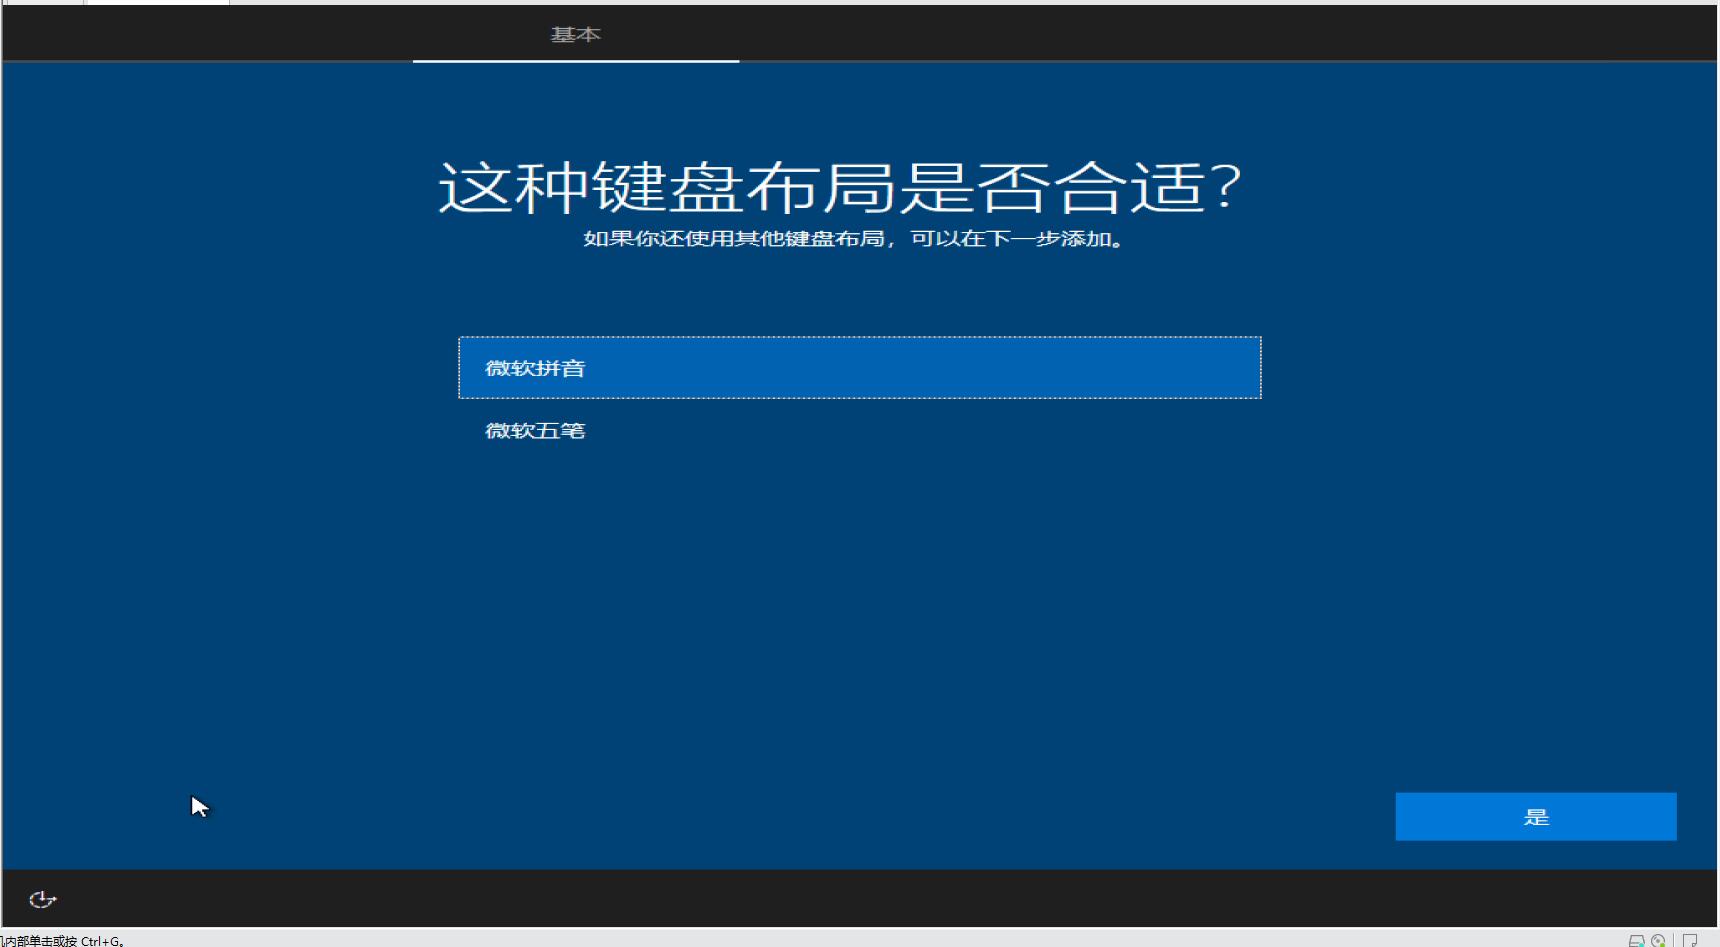 基本
这种键盘布局是否合适?
如果你还使用其他键盘布局，可以在下一步添加。
微软拼音
微软五笔
是
内部单击或按 Ctrl+G。